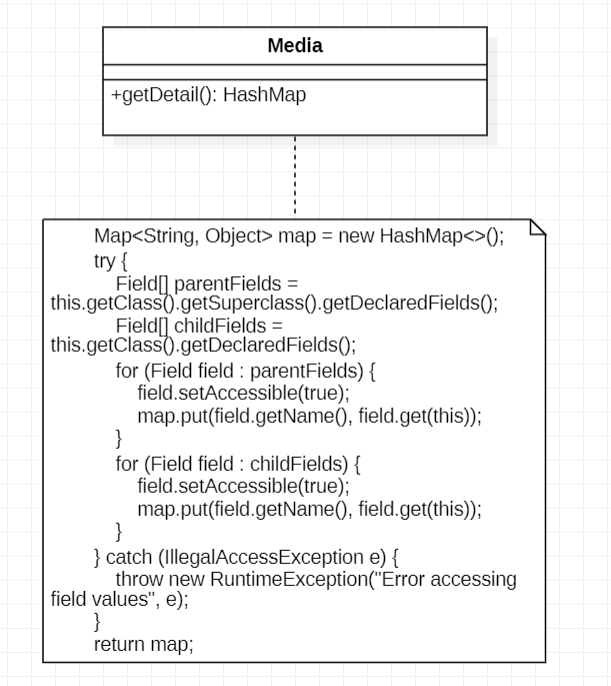 Media
+getDetail(): HashMap
Map<String, Object> map = new HashMap<>();
try {
Field[] parentFields =
this.getClass().getSuperclass().getDeclaredFields();
Field[] childFields =
this.getClass().getDeclaredFields();
for (Field field : parentFields) {
field.setAccessible(true);
map.put(field.getName(), field.get(this));
}
for (Field field : childFields) {
field.setAccessible(true);
map.put(field.getName(), field.get(this));
}
} catch (IllegalAccessException e) {
throw new RuntimeException("Error accessing
field values", e);
}
return map;